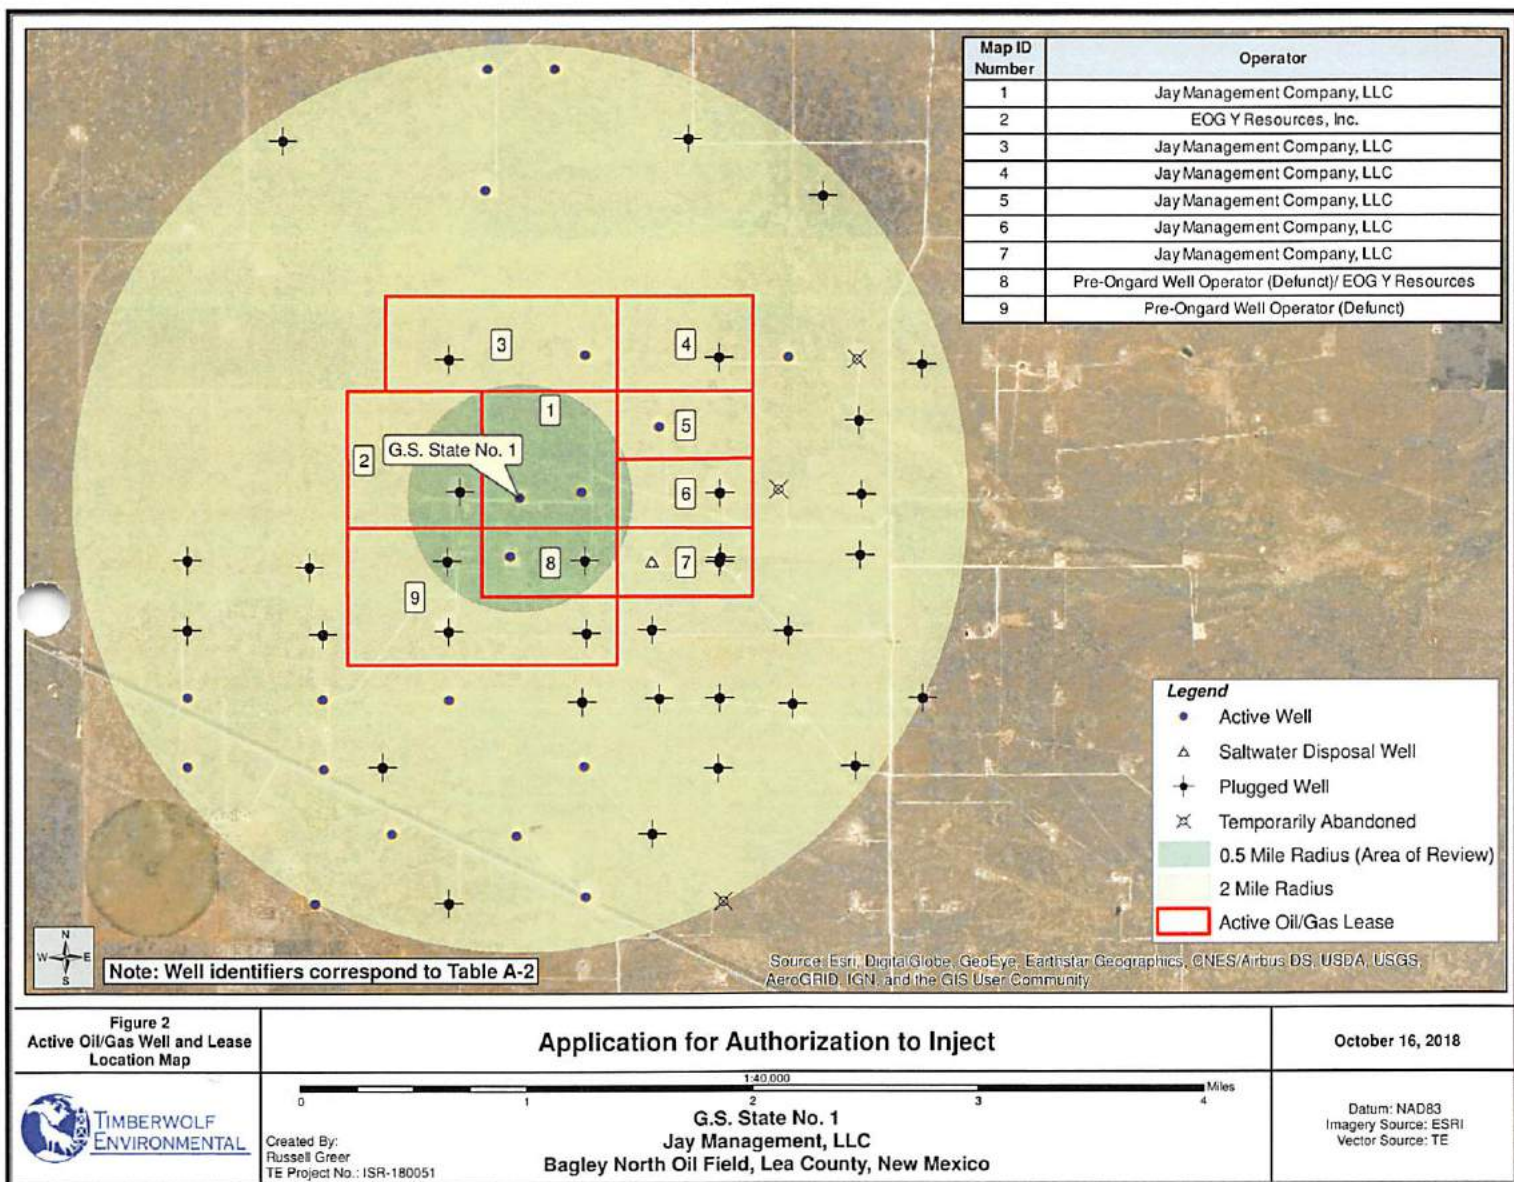 Map ID Number Operator
1 Jay Management Company, LLC
2 EOG Y Resources, Inc.
3 Jay Management Company, LLC
4 Jay Management Company, LLC
5 Jay Management Company, LLC
6 Jay Management Company, LLC
7 Jay Management Company, LLC
8 Pre-Ongard Well Operator (Defunct)/ EOG Y Resources
9 Pre-Ongard Well Operator (Defunct)
3
4
1
5
2
G.S. State No. 1
6
8
7
9
Legend
Active Well
Saltwater Disposal Well
Plugged Well
Temporarily Abandoned
0.5 Mile Radius (Area of Review)
2 Mile Radius
Active Oil/Gas Lease
N
W E
S
Note: Well identifiers correspond to Table A-2
Source: Esri, DigitalGlobe, GeoEye, Earthstar Geographics, CNES/Airbus DS, USDA, USGS,
AeroGRID, IGN, and the GIS User Community
Figure 2
Active Oil/Gas Well and Lease
Location Map
Application for Authorization to Inject
October 16, 2018
1:40,000
Miles
0 1 2 3 4
TIMBERWOLF
ENVIRONMENTAL
Created By:
Russell Greer
TE Project No.: ISR-180051
G.S. State No. 1
Jay Management, LLC
Bagley North Oil Field, Lea County, New Mexico
Datum: NAD83
Imagery Source: ESRI
Vector Source: TE